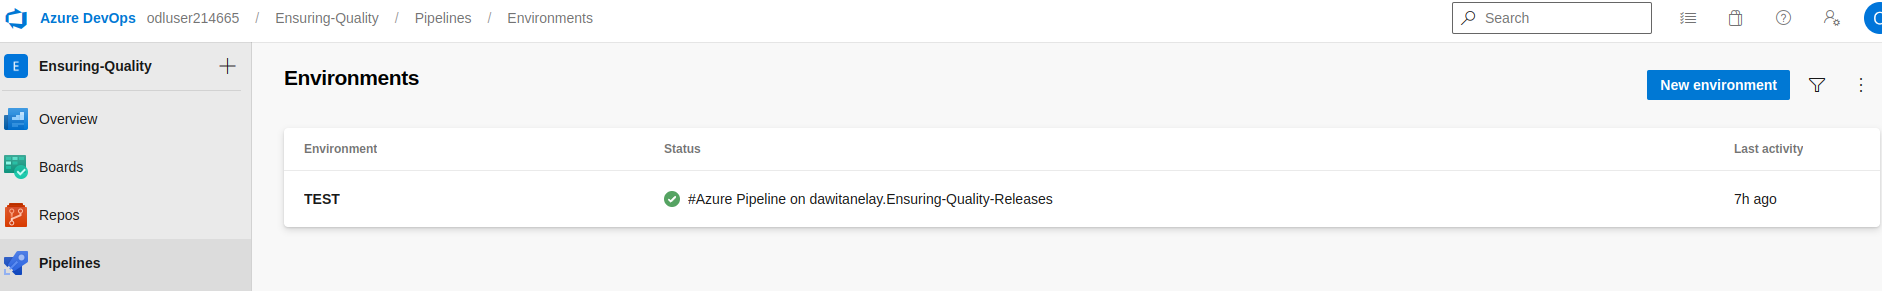 Azure DevOps odluser214665 / Ensuring-Quality / Pipelines / Environments Search
E Ensuring-Quality
Environments
New environment
Overview
Environment Status Last activity
Boards
TEST #Azure Pipeline on dawitanelay.Ensuring-Quality-Releases 7h ago
Repos
Pipelines